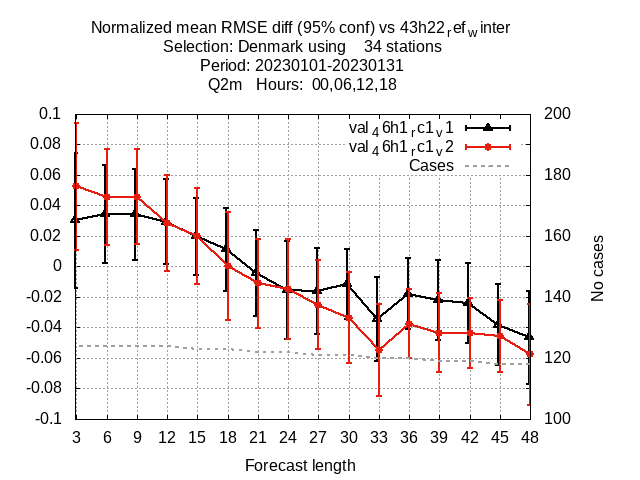 Normalized mean RMSE diff (95% conf) vs 43h22refwinter
Selection: Denmark using    34 stations
Period: 20230101-20230131
Q2m   Hours:  00,06,12,18
0.1 200
val46h1rc1v1
val46h1rc1v2
Cases
0.08
0.06 180
0.04
0.02 160
0
-0.02 140
-0.04
-0.06 120
-0.08
-0.1 100
No cases
3 6 9 12 15 18 21 24 27 30 33 36 39 42 45 48
Forecast length